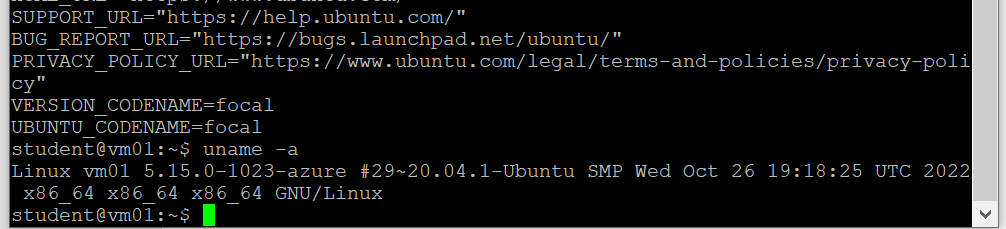 SUPPORT_URL="https://help.ubuntu.com/"
BUG_REPORT_URL="https://bugs.launchpad.net/ubuntu/"
PRIVACY_POLICY_URL="https://www.ubuntu.com/legal/terms-and-policies/privacy-poli
cy"
VERSION_CODENAME=focal
UBUNTU_CODENAME=focal
student@vm01:~$ uname -a
Linux vm01 5.15.0-1023-azure #29~20.04.1-Ubuntu SMP Wed Oct 26 19:18:25 UTC 2022
 x86_64 x86_64 x86_64 GNU/Linux
student@vm01:~$